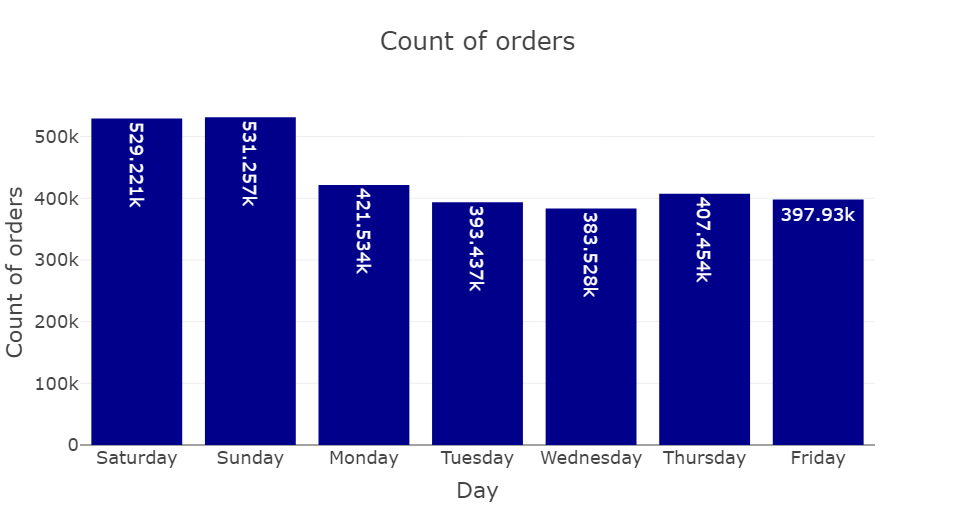 Count of orders
Count of orders
500k
400k
300k
200k
100k
0
529.221k
531.257k
421.534k
393.437k
383.528k
407.454k
397.93k
Saturday
Sunday
Monday
Tuesday
Wednesday
Thursday
Friday
Day